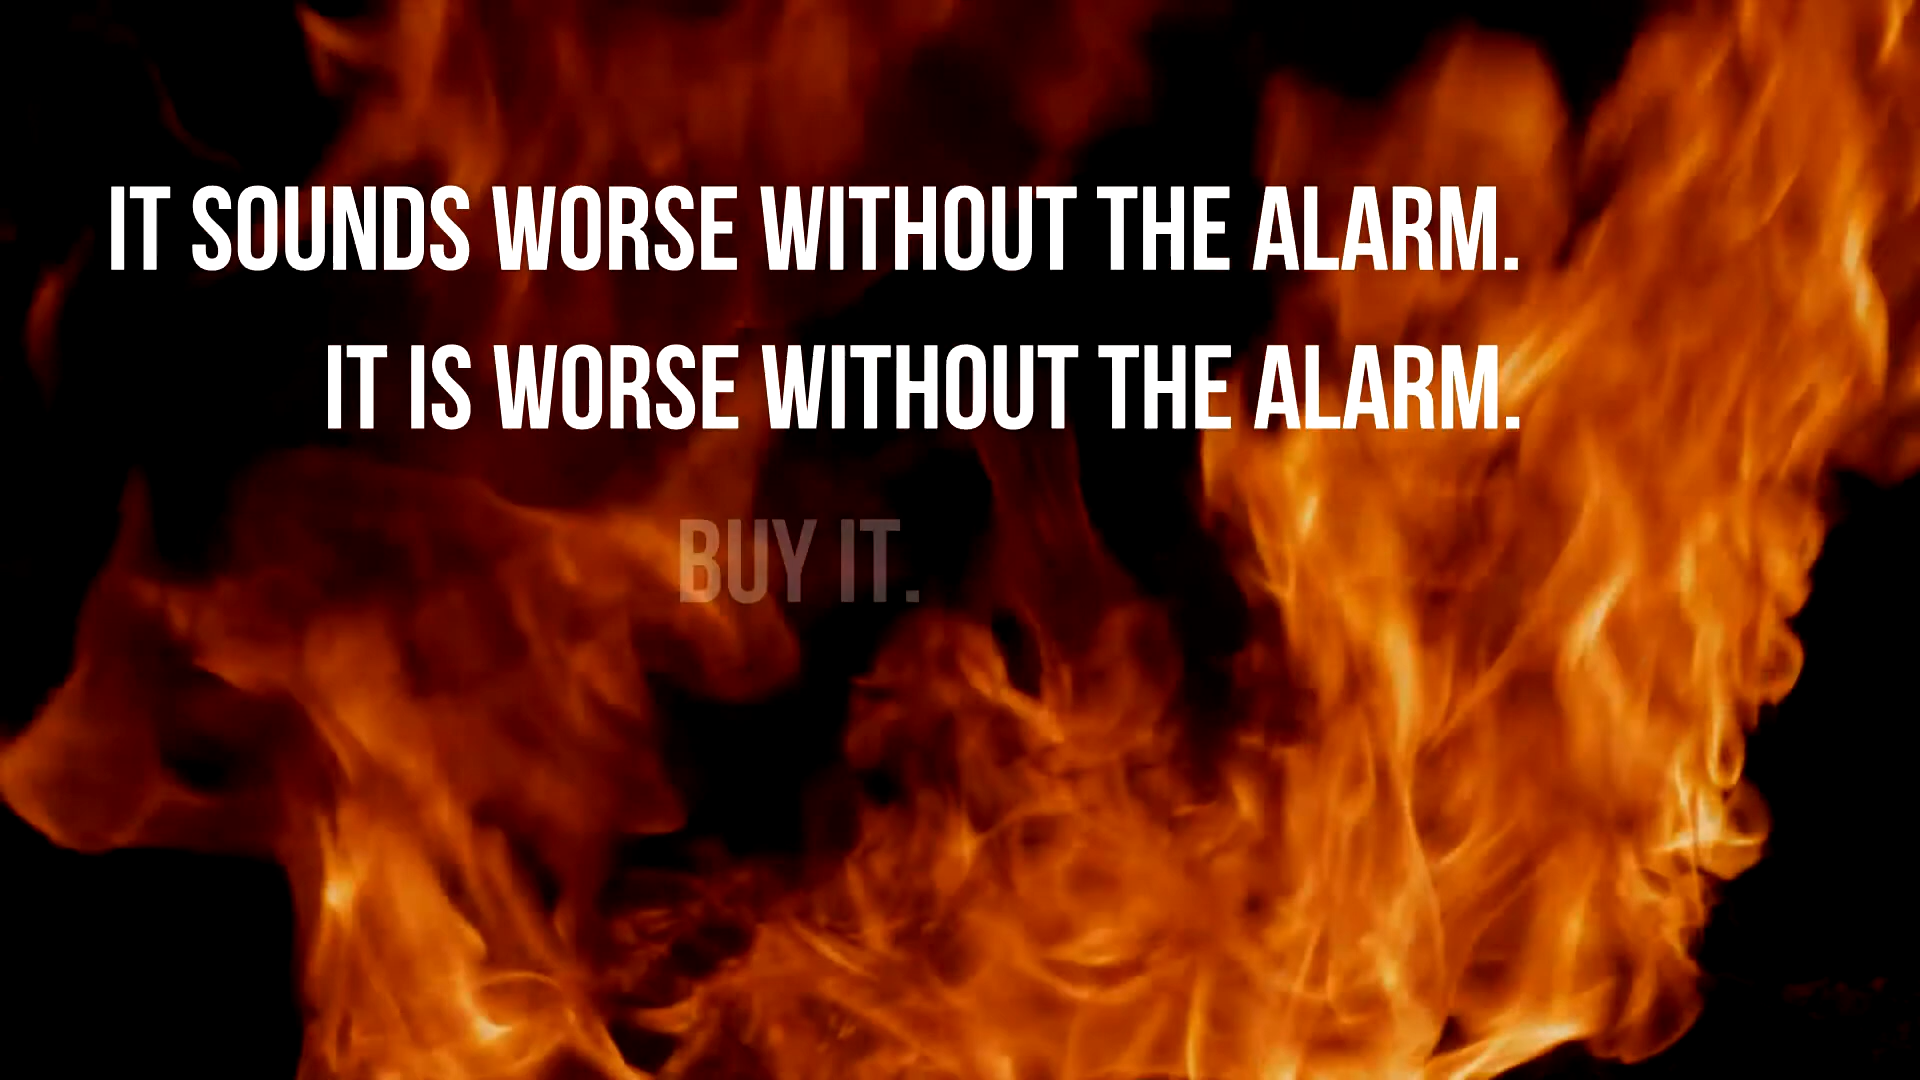 IT SOUNDS WORSE WITHOUT THE ALARM.
IT IS WORSE WITHOUT THE ALARM.
BUY IT.